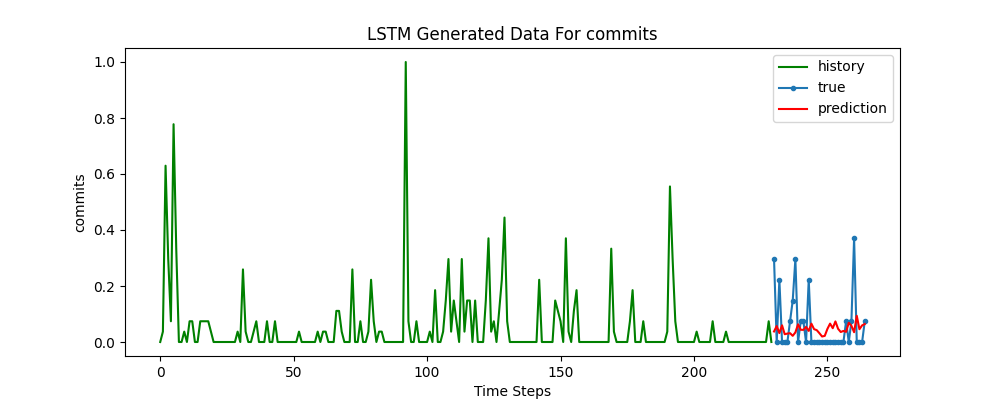 LSTM Generated Data For commits
1.0
0.8
0.6
0.4
0.2
0.0
commits
0
50
100
150
200
250
Time Steps
history
true
prediction